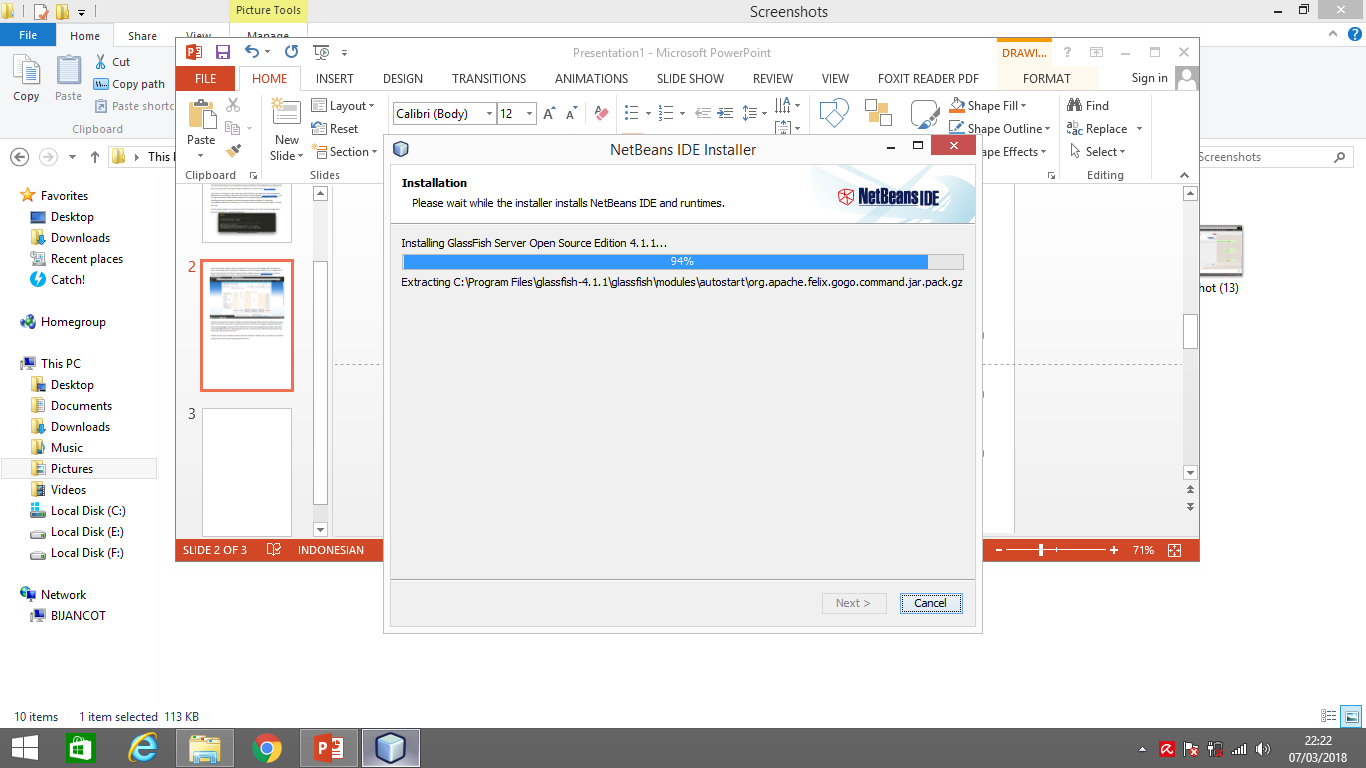 Picture Tools
Screenshots
File
Home
Share
View
Manage
Copy
Paste
Cut
Copy path
Paste shortc
Clipboard
This
Screenshots
Favorites
Desktop
Downloads
Recent places
Catch!
Homegroup
This PC
Desktop
Documents
Downloads
Music
Pictures
Videos
Local Disk (C:)
Local Disk (E:)
Local Disk (F:)
Network
BIJANCOT
Presentation1 - Microsoft PowerPoint
DRAWI...
FILE
HOME
INSERT
DESIGN
TRANSITIONS
ANIMATIONS
SLIDE SHOW
REVIEW
VIEW
FOXIT READER PDF
FORMAT
Sign in
Paste
Clipboard
New
Slide
Layout
Reset
Section
Slides
Calibri (Body)
12
Shape Fill
Shape Outline
ape Effects
Find
Replace
Select
Editing
2
3
SLIDE 2 OF 3
INDONESIAN
71%
NetBeans IDE Installer
Installation
Please wait while the installer installs NetBeans IDE and runtimes.
NetBeans IDE
Installing GlassFish Server Open Source Edition 4.1.1...
94%
Extracting C:\Program Files\glassfish-4.1.1\glassfish\modules\autostart\org.apache.felix.gogo.command.jar.pack.gz
Next >
Cancel
hot (13)
10 items
1 item selected 113 KB
22:22
07/03/2018